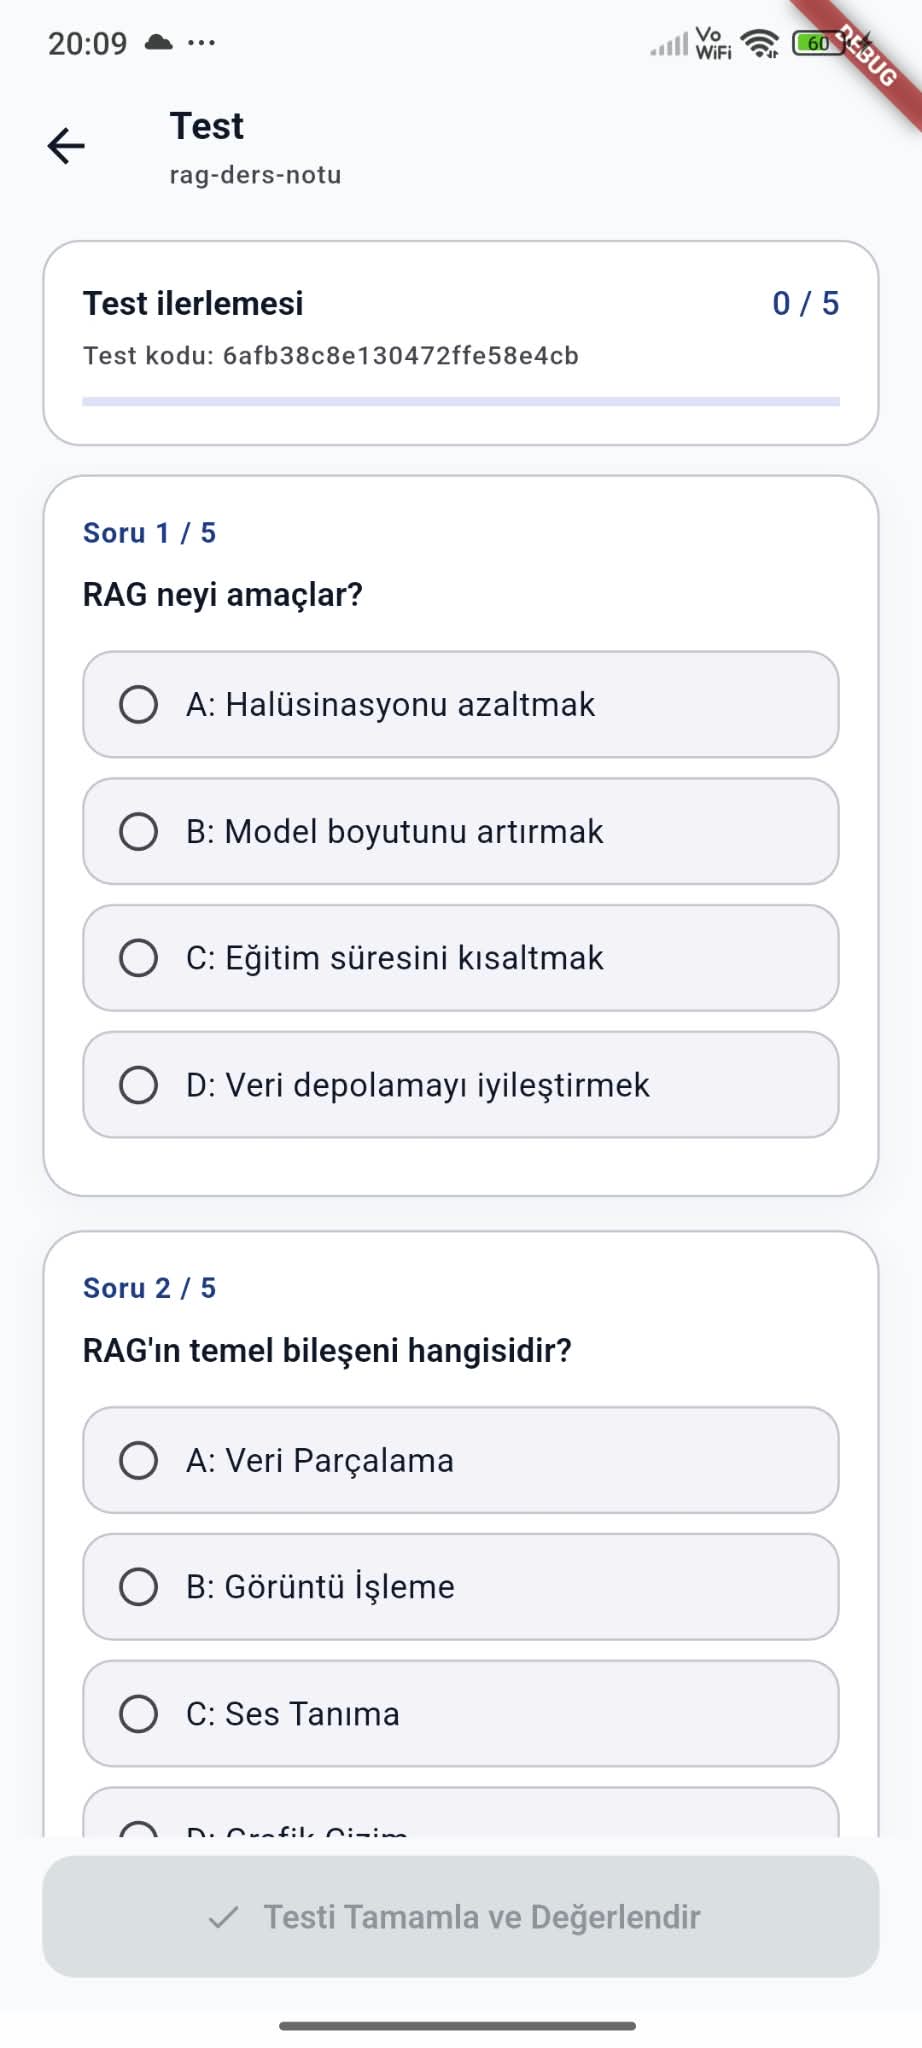 20:09
Vo
WiFi
60
DEBUG
Test
rag-ders-notu
Test ilerlemesi
0 / 5
Test kodu: 6afb38c8e130472ffe58e4cb
Soru 1 / 5
RAG neyi amaçlar?
A: Halüsinasyonu azaltmak
B: Model boyutunu artırmak
C: Eğitim süresini kısaltmak
D: Veri depolamayı iyileştirmek
Soru 2 / 5
RAG'ın temel bileşeni hangisidir?
A: Veri Parçalama
B: Görüntü İşleme
C: Ses Tanıma
D: Grafik Çizim
Testi Tamamla ve Değerlendir